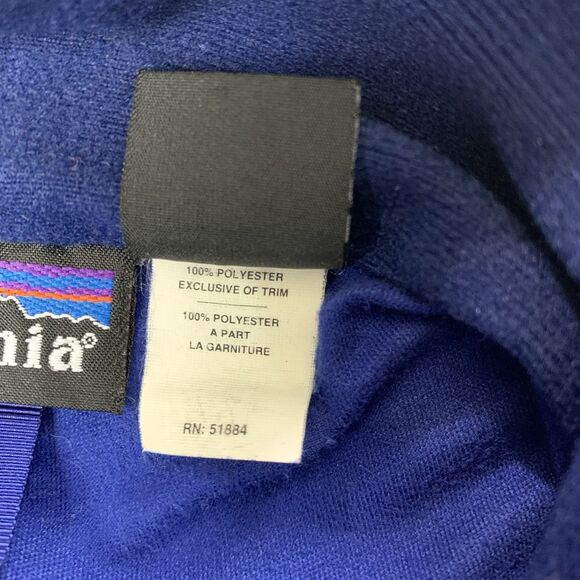 nia®
100% POLYESTER
EXCLUSIVE OF TRIM
100% POLYESTER
A PART
LA GARNITURE
RN: 51884